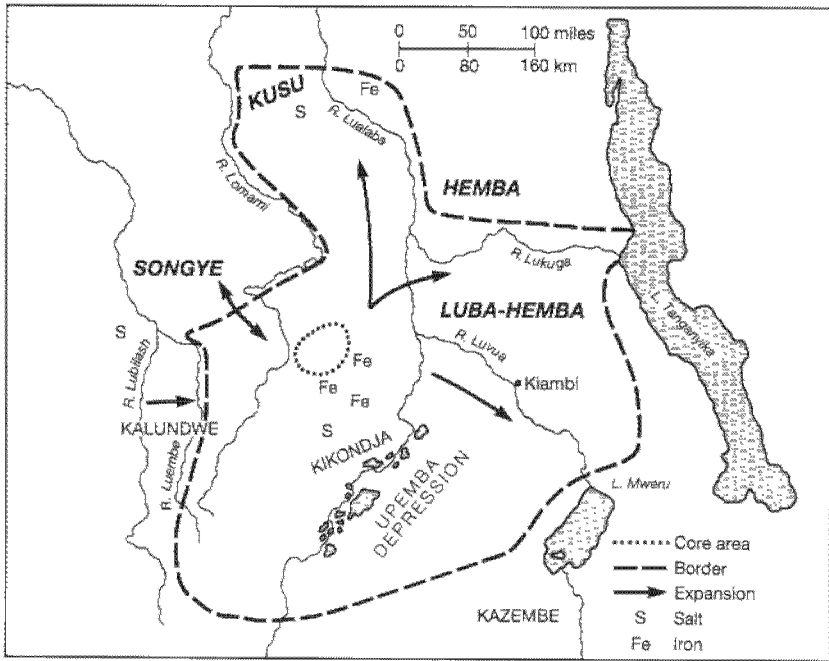 0 50 100 miles
0 80 160 km
KUSU
Fe
S
R. Lualaba
R. Lomami
HEMBA
R. Lukuga
SONGYE
LUBA-HEMBA
L. Tanganyika
S
R. Lubilash
R. Luvua
Fe
Fe
Fe
Kiambi
KALUNDWE
S
KIKONDJA
R. Luembe
UPEMBA
DEPRESSION
L. Mweru
KAZEMBE
Core area
Border
Expansion
S Salt
Fe Iron